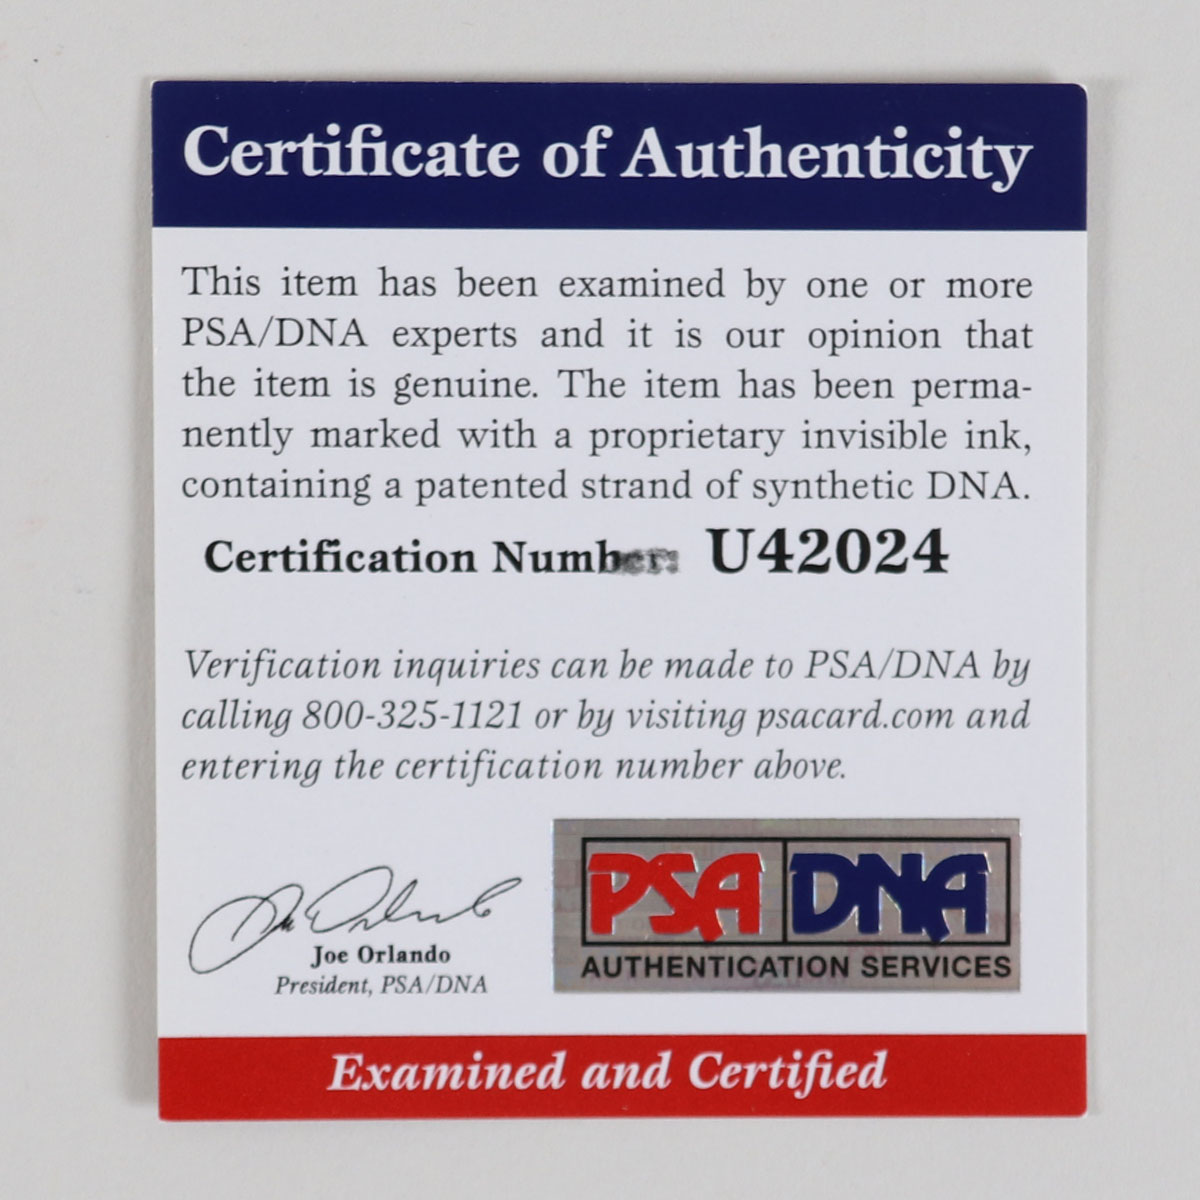 Certificate of Authenticity
This item has been examined by one or more
PSA/DNA experts and it is our opinion that
the item is genuine. The item has been perma-
nently marked with a proprietary invisible ink,
containing a patented strand of synthetic DNA.
Certification Number: U42024
Verification inquiries can be made to PSA/DNA by
calling 800-325-1121 or by visiting psacard.com and
entering the certification number above.
Joe Orlando
President, PSA/DNA
PSA DNA
AUTHENTICATION SERVICES
Examined and Certified